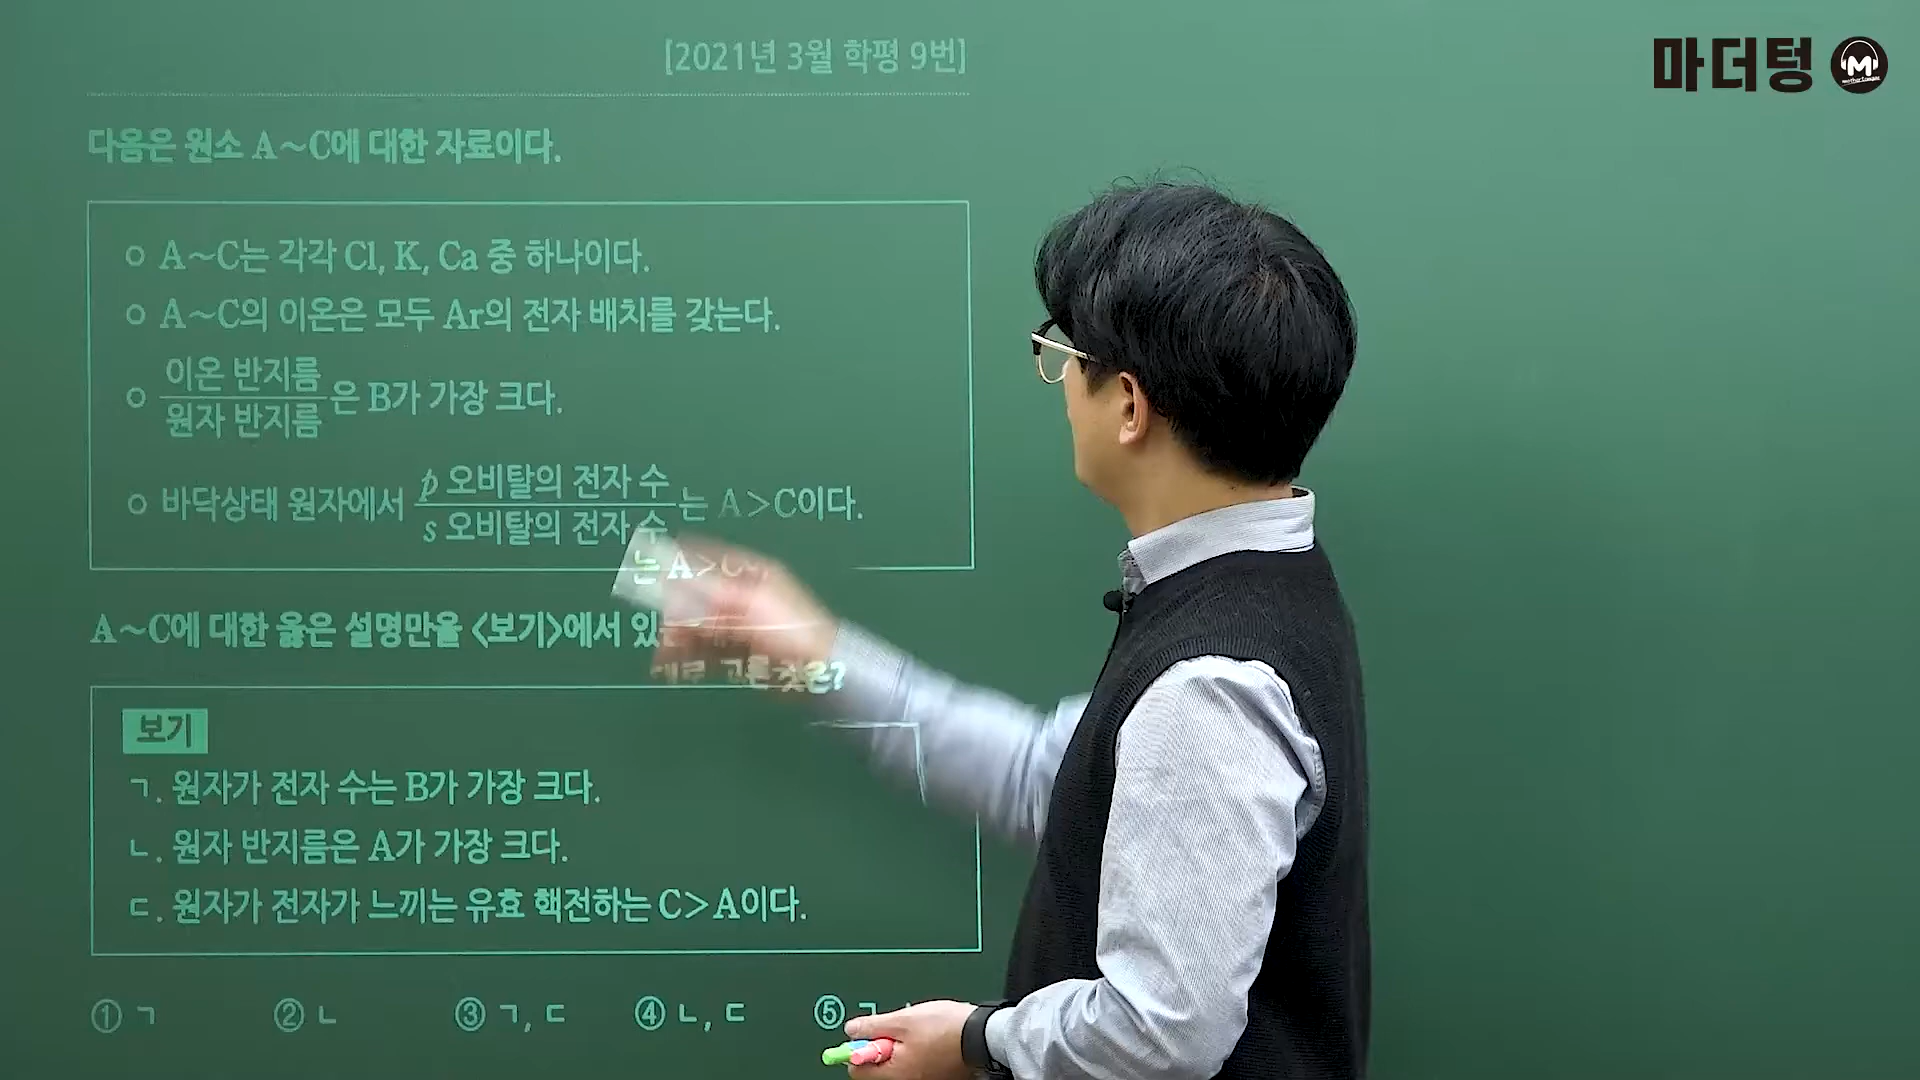 [2021년 3월 학평 9번]
마더텅
다음은 원소 A~C에 대한 자료이다.
○ A~C는 각각 Cl, K, Ca 중 하나이다.
○ A~C의 이온은 모두 Ar의 전자 배치를 갖는다.
○ 이온 반지름/원자 반지름은 B가 가장 크다.
○ 바닥상태 원자에서 p 오비탈의 전자 수/s 오비탈의 전자 수는 A>C이다.
A~C에 대한 옳은 설명만을 <보기>에서 있는 대로 고른 것은?
보기
ㄱ. 원자가 전자 수는 B가 가장 크다.
ㄴ. 원자 반지름은 A가 가장 크다.
ㄷ. 원자가 전자가 느끼는 유효 핵전하는 C>A이다.
① ㄱ ② ㄴ ③ ㄱ, ㄷ ④ ㄴ, ㄷ ⑤ ㄱ